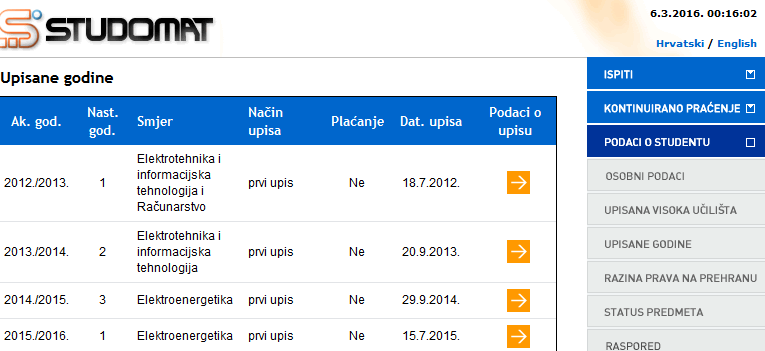 STUDOMAT
6.3.2016. 00:16:02
Hrvatski / English
Upisane godine
Ak. god. Nast. god. Smjer Način upisa Plaćanje Dat. upisa Podaci o upisu
2012./2013. 1 Elektrotehnika i informacijska tehnologija i Računarstvo prvi upis Ne 18.7.2012.
2013./2014. 2 Elektrotehnika i informacijska tehnologija prvi upis Ne 20.9.2013.
2014./2015. 3 Elektroenergetika prvi upis Ne 29.9.2014.
2015./2016. 1 Elektroenergetika prvi upis Ne 15.7.2015.
ISPITI
KONTINUIRANO PRAĆENJE
PODACI O STUDENTU
OSOBNI PODACI
UPISANA VISOKA UČILIŠTA
UPISANE GODINE
RAZINA PRAVA NA PREHRANU
STATUS PREDMETA
RASPORED